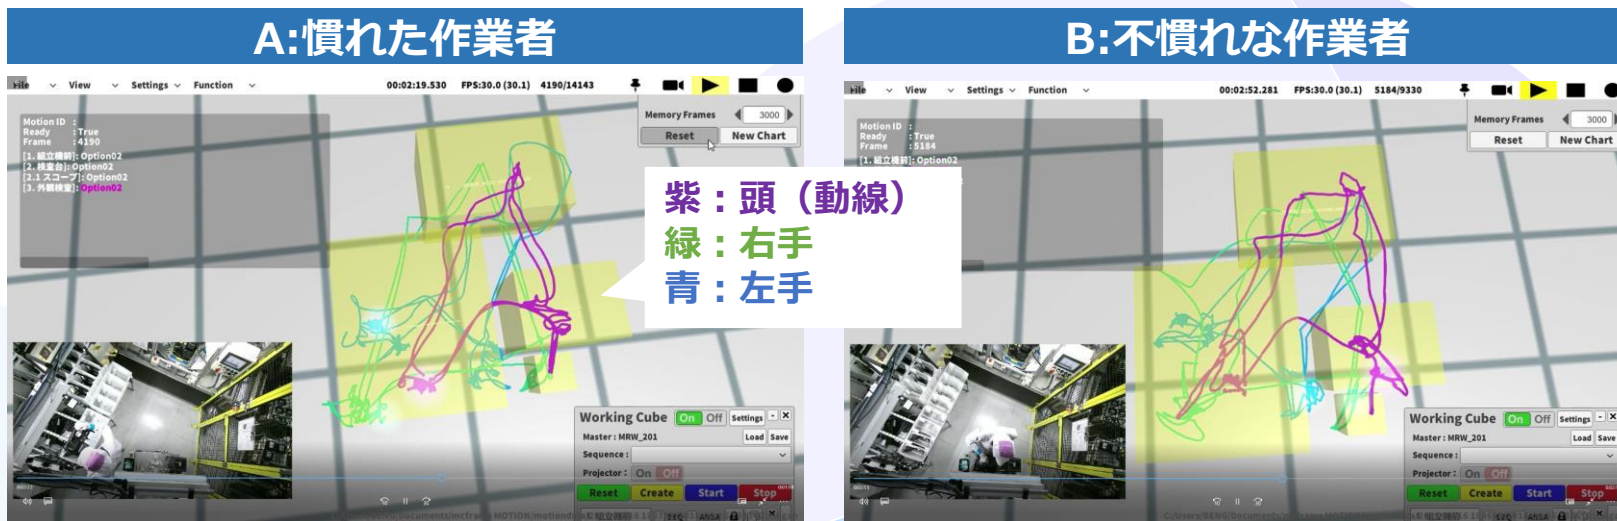 A:慣れた作業者
File View Settings Function 00:02:19.530 FPS:30.0 (30.1) 4190/14143
Memory Frames 3000
Reset New Chart
Motion ID :
Ready : True
Frame : 4190
[1. 組立機前]: Option02
[2. 検査台]: Option02
[2.1 スコープ]: Option02
[3. 外観検査]: Option02
紫：頭（動線）
緑：右手
青：左手
Working Cube On Off Settings - ×
Master : MRW_201 Load Save
Sequence :
Projector : On Off
Reset Create Start Stop
B:不慣れな作業者
File View Settings Function 00:02:52.281 FPS:30.0 (30.1) 5184/9330
Memory Frames 3000
Reset New Chart
Motion ID :
Ready : True
Frame : 5184
[1. 組立機前]: Option02
Working Cube On Off Settings - ×
Master : MRW_201 Load Save
Sequence :
Projector : On Off
Reset Create Start Stop